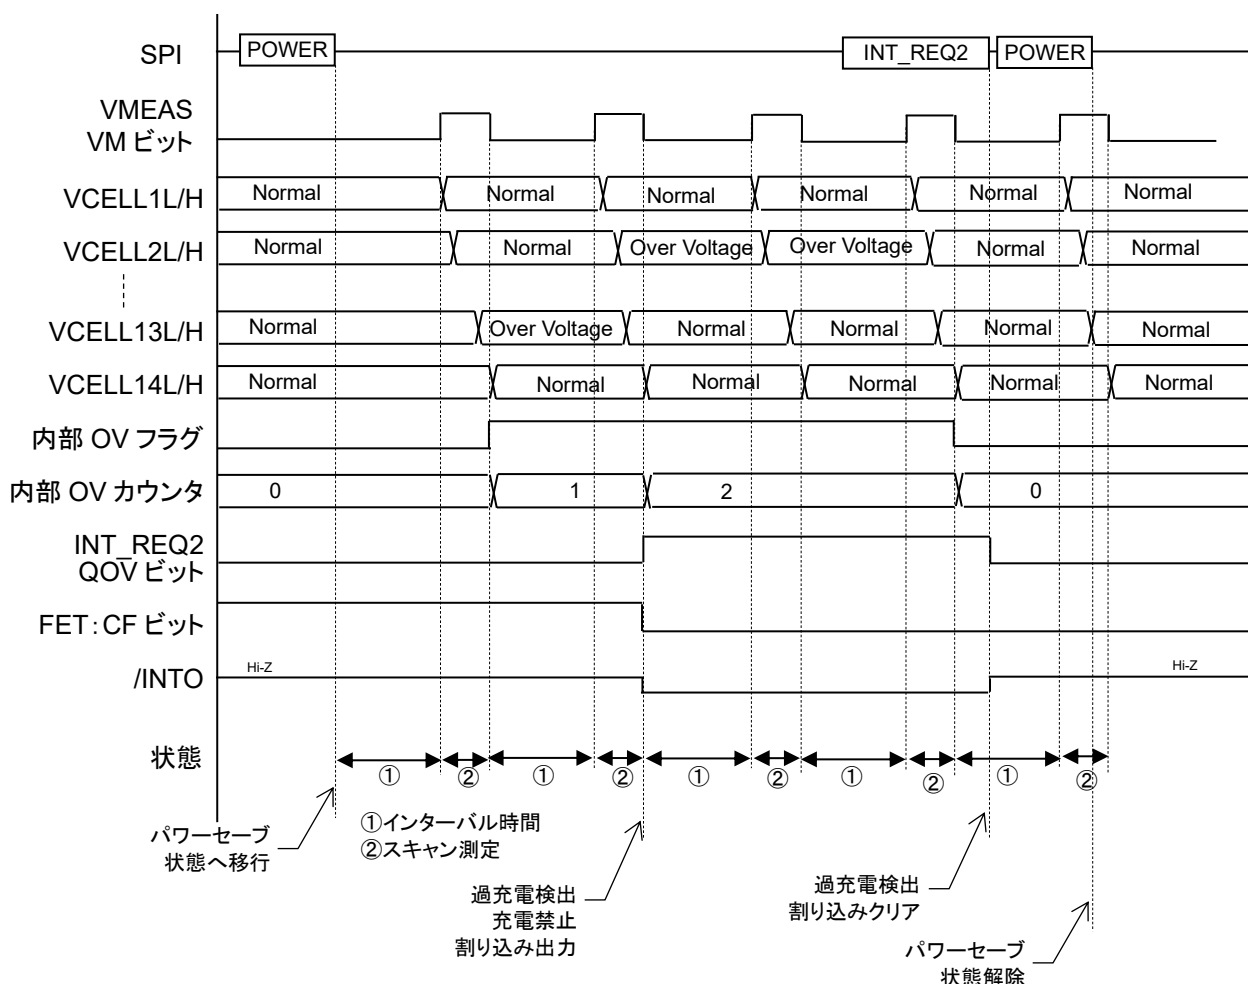 SPI POWER INT_REQ2 POWER
VMEAS
VM ビット
VCELL1L/H Normal Normal Normal Normal Normal Normal
VCELL2L/H Normal Normal Over Voltage Over Voltage Normal Normal
VCELL13L/H Normal Over Voltage Normal Normal Normal Normal
VCELL14L/H Normal Normal Normal Normal Normal Normal
内部 OV フラグ
内部 OV カウンタ 0 1 2 0
INT_REQ2
QOV ビット
FET:CF ビット
/INTO Hi-Z Hi-Z
状態 ① ② ① ② ① ② ① ② ① ②
①インターバル時間
②スキャン測定
パワーセーブ
状態へ移行
過充電検出
充電禁止
割り込み出力
過充電検出
割り込みクリア
パワーセーブ
状態解除